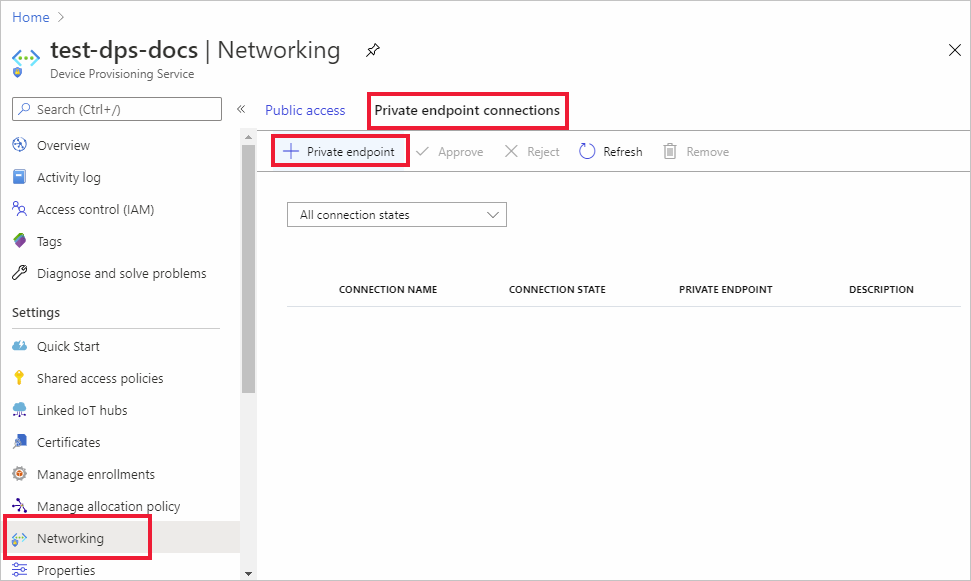 Home >
test-dps-docs | Networking
Device Provisioning Service
Search (Ctrl+/)
«
Public access
Private endpoint connections
Private endpoint
Approve
Reject
Refresh
Remove
Overview
Activity log
Access control (IAM)
Tags
Diagnose and solve problems
Settings
Quick Start
Shared access policies
Linked IoT hubs
Certificates
Manage enrollments
Manage allocation policy
Networking
Properties
All connection states
CONNECTION NAME
CONNECTION STATE
PRIVATE ENDPOINT
DESCRIPTION